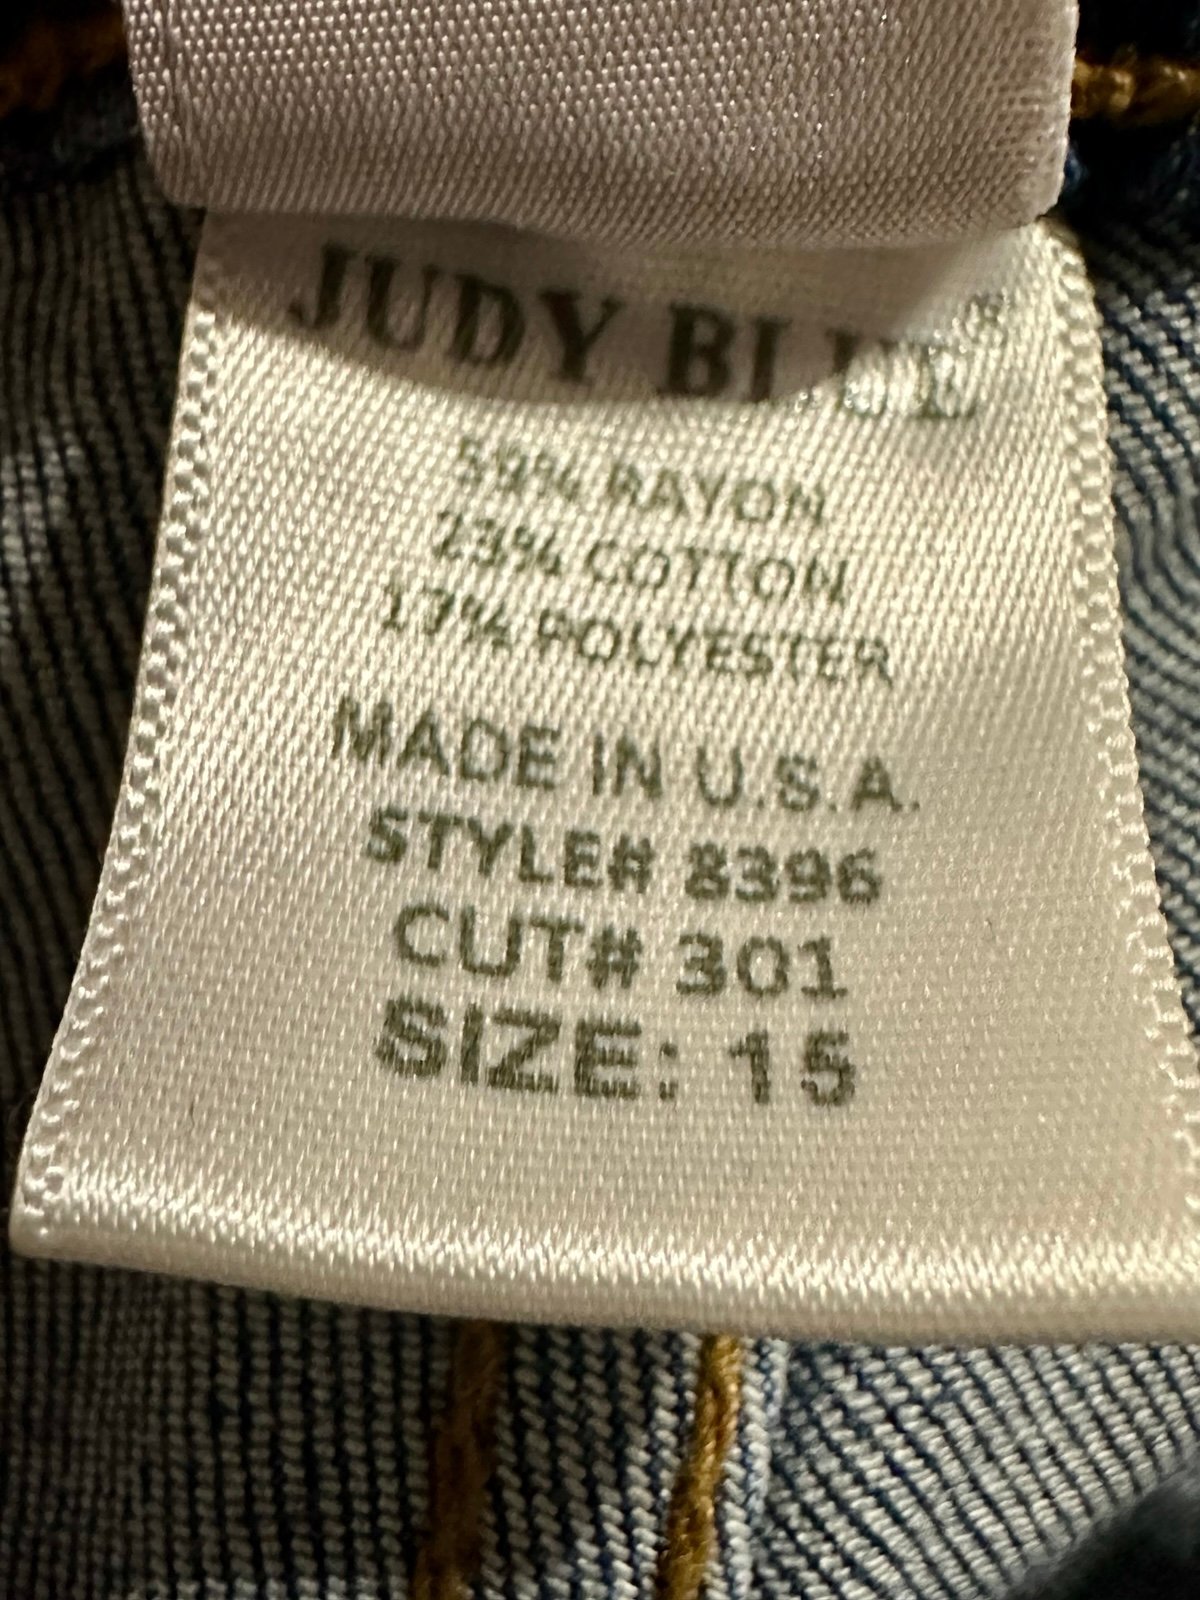 JUDY BLUE
59% RAYON
23% COTTON
17% POLYESTER
MADE IN U.S.A.
STYLE# 8396
CUT# 301
SIZE: 15